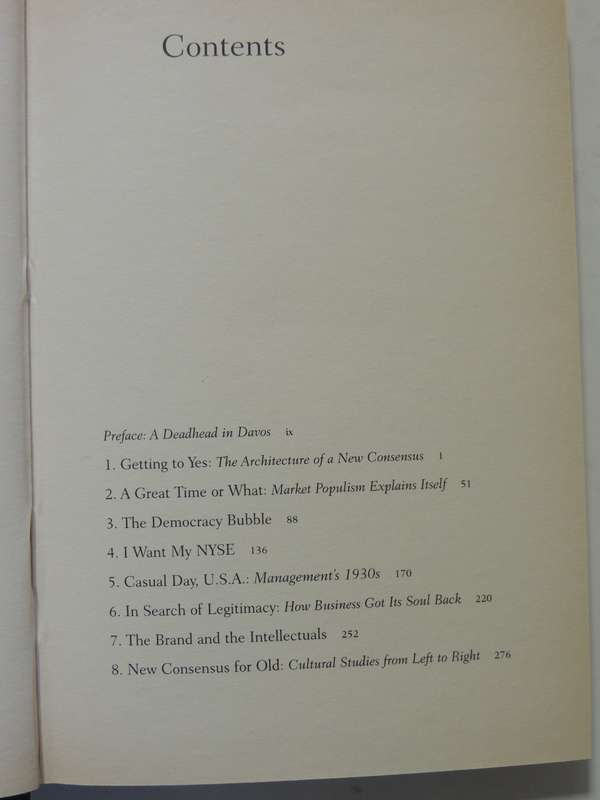 Contents
Preface: A Deadhead in Davos ix
1. Getting to Yes: The Architecture of a New Consensus 1
2. A Great Time or What: Market Populism Explains Itself 51
3. The Democracy Bubble 88
4. I Want My NYSE 136
5. Casual Day, U.S.A.: Management's 1930s 170
6. In Search of Legitimacy: How Business Got Its Soul Back 220
7. The Brand and the Intellectuals 252
8. New Consensus for Old: Cultural Studies from Left to Right 276